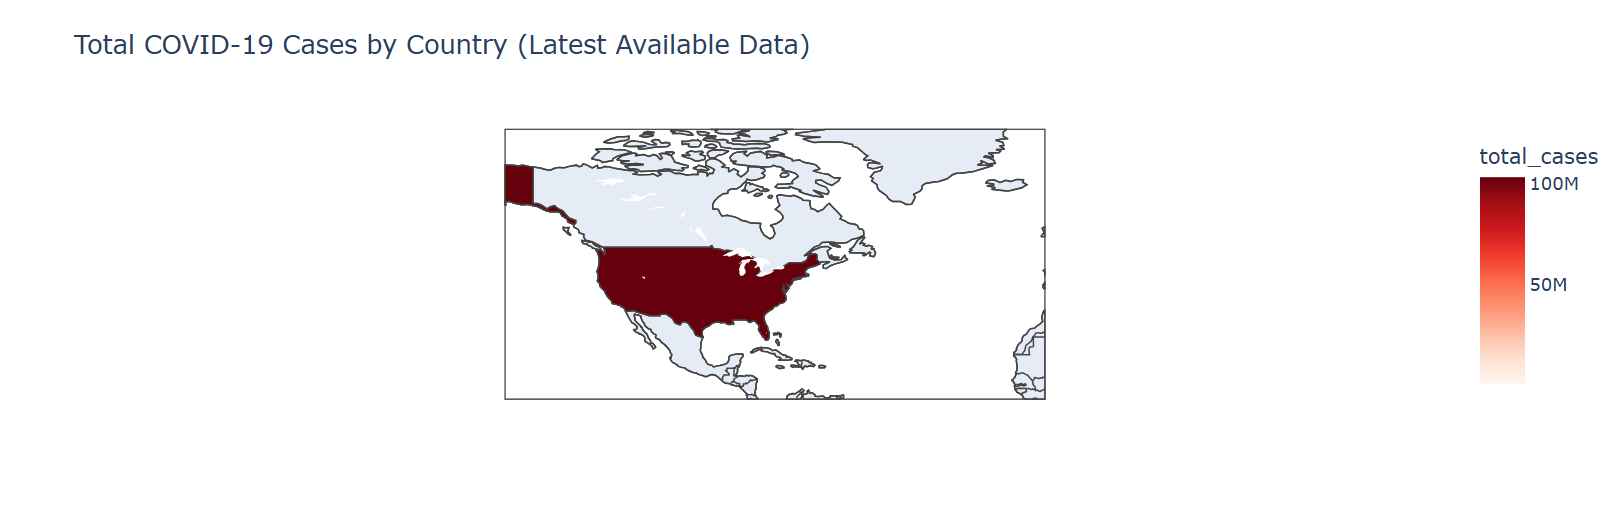 Total COVID-19 Cases by Country (Latest Available Data)
total_cases
100M
50M